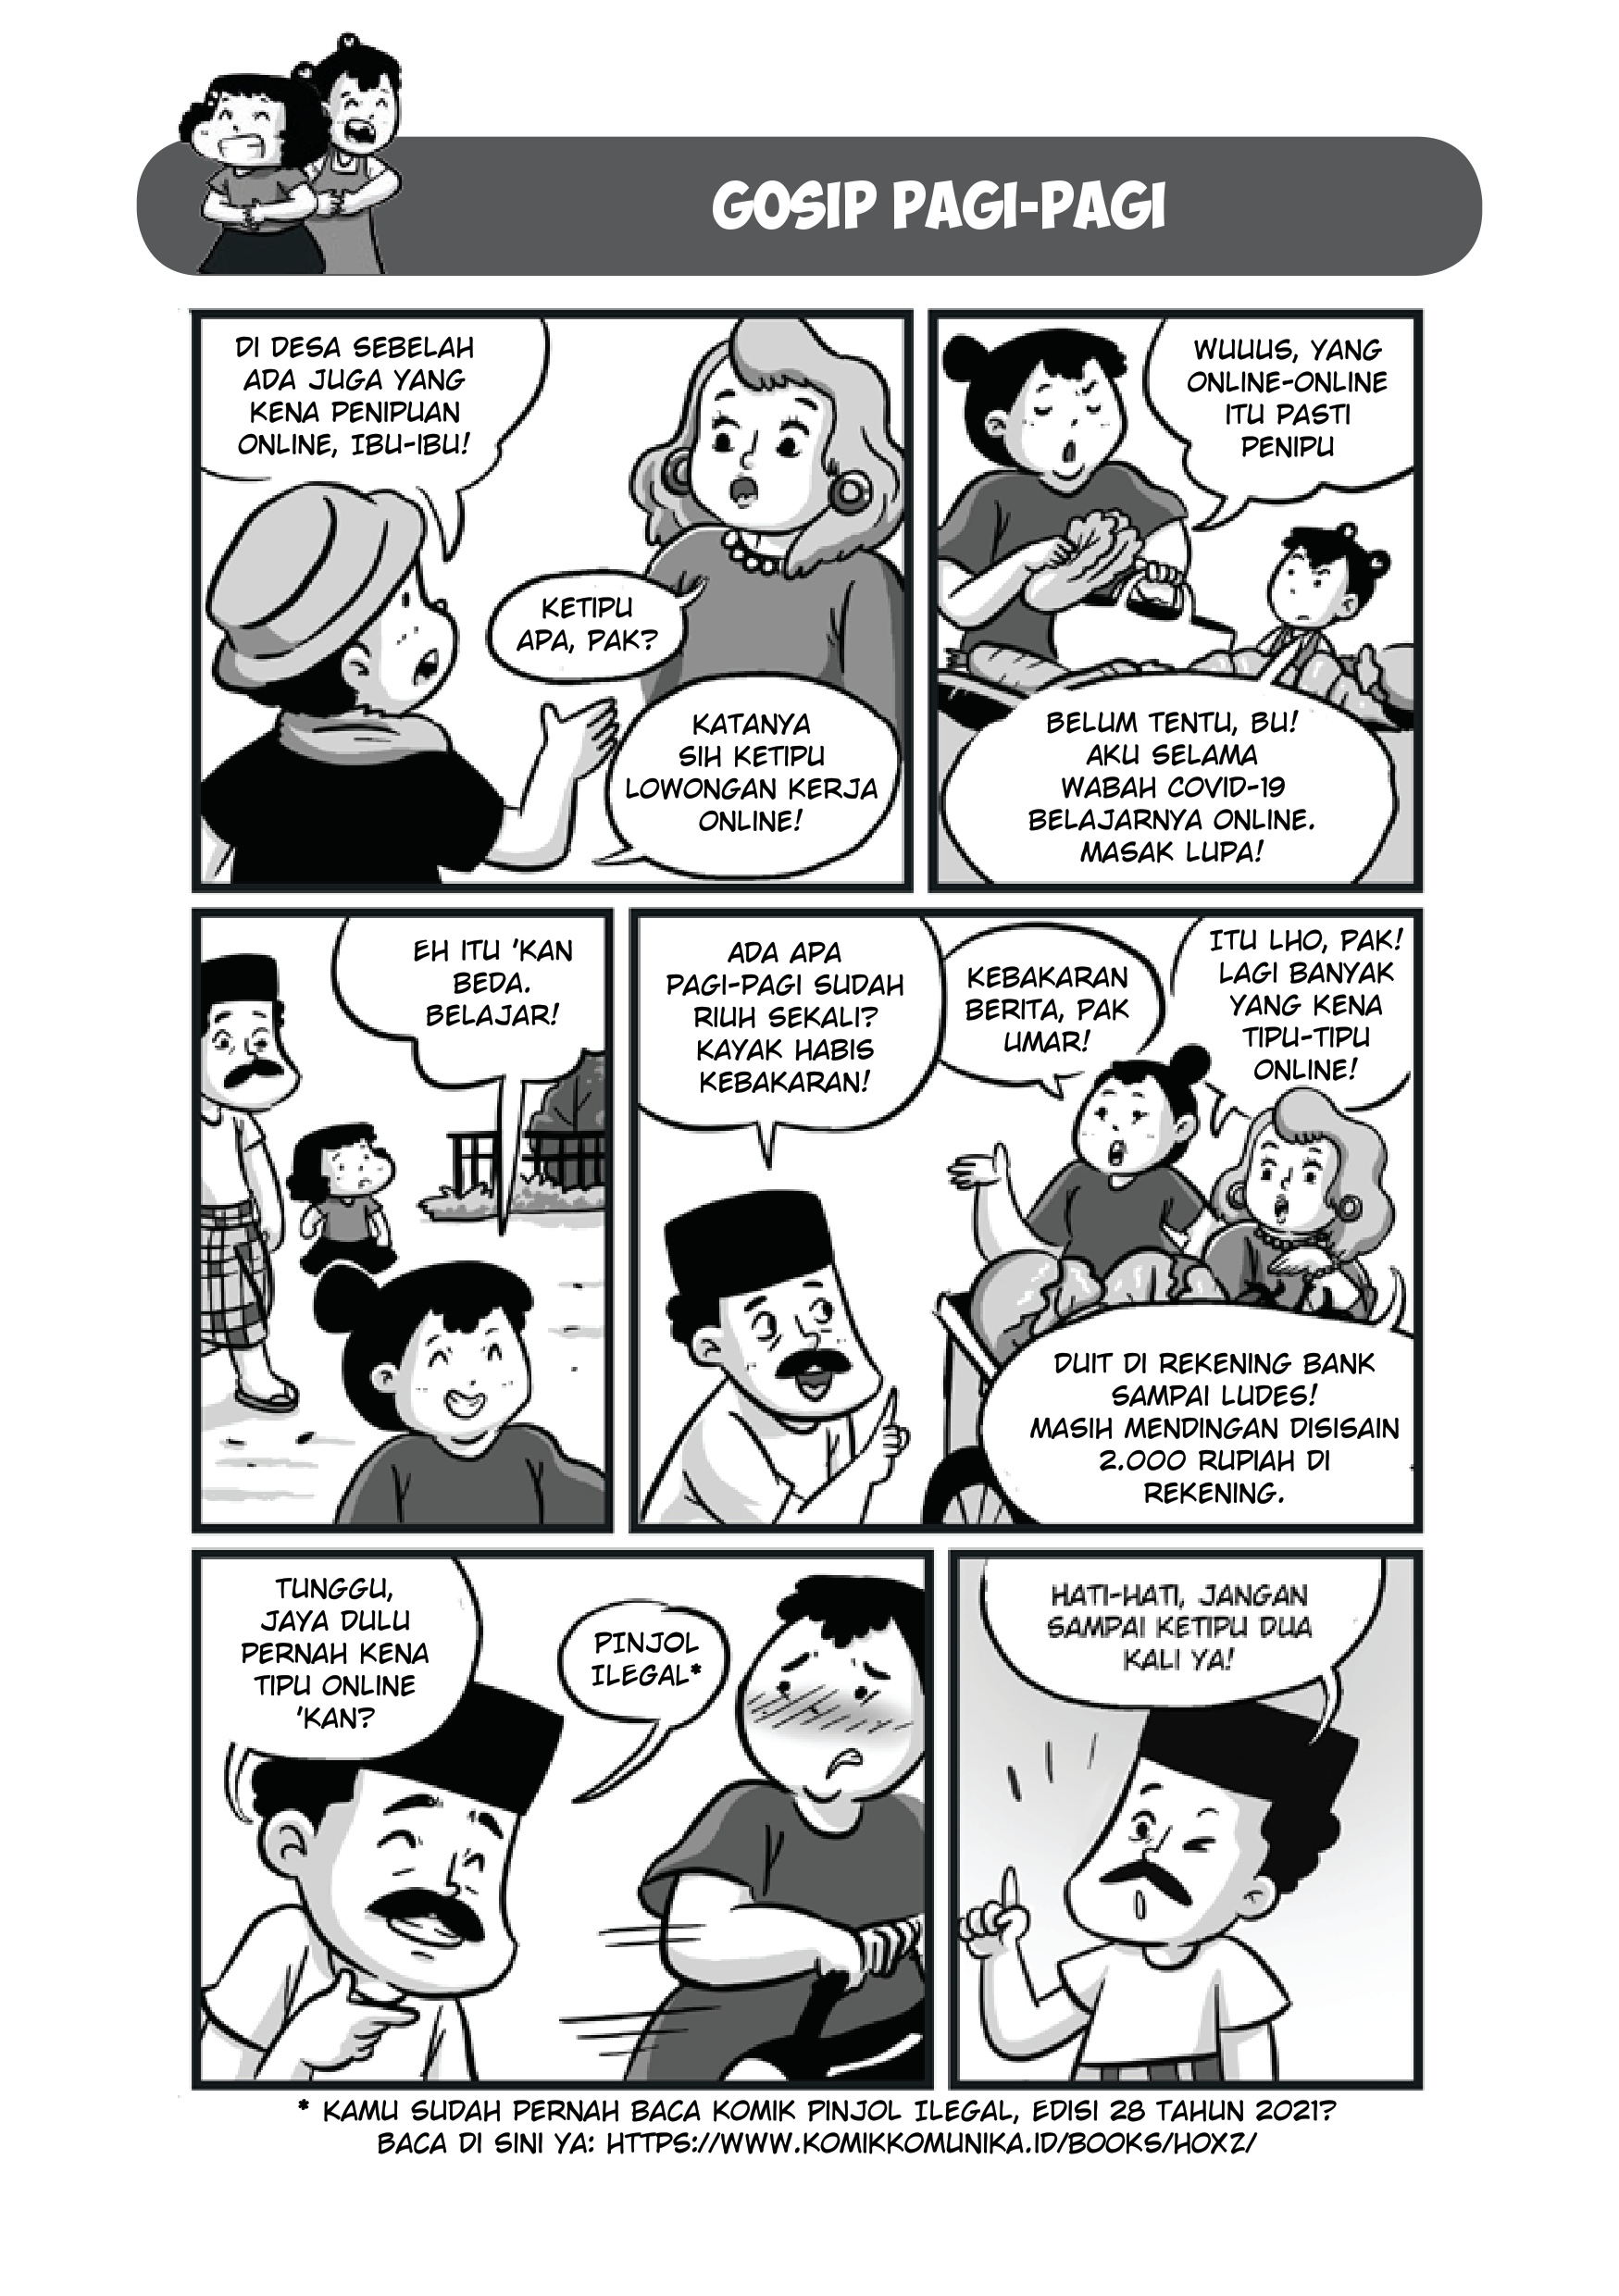 GOSIP PAGI-PAGI
DI DESA SEBELAH
ADA JUGA YANG
KENA PENIPUAN
ONLINE, IBU-IBU!
KETIPU
APA, PAK?
KATANYA
SIH KETIPU
LOWONGAN KERJA
ONLINE!
WUUUS, YANG
ONLINE-ONLINE
ITU PASTI
PENIPU
BELUM TENTU, BU!
AKU SELAMA
WABAH COVID-19
BELAJARNYA ONLINE.
MASAK LUPA!
EH ITU 'KAN
BEDA.
BELAJAR!
ADA APA
PAGI-PAGI SUDAH
RIUH SEKALI?
KAYAK HABIS
KEBAKARAN!
KEBAKARAN
BERITA, PAK
UMAR!
ITU LHO, PAK!
LAGI BANYAK
YANG KENA
TIPU-TIPU
ONLINE!
DUIT DI REKENING BANK
SAMPAI LUDES!
MASIH MENDINGAN DISISAIN
2.000 RUPIAH DI
REKENING.
TUNGGU,
JAYA DULU
PERNAH KENA
TIPU ONLINE
'KAN?
PINJOL
ILEGAL*
HATI-HATI, JANGAN
SAMPAI KETIPU DUA
KALI YA!
* KAMU SUDAH PERNAH BACA KOMIK PINJOL ILEGAL, EDISI 28 TAHUN 2021?
BACA DI SINI YA: HTTPS://WWW.KOMIKKOMUNIKA.ID/BOOKS/HOXZ/